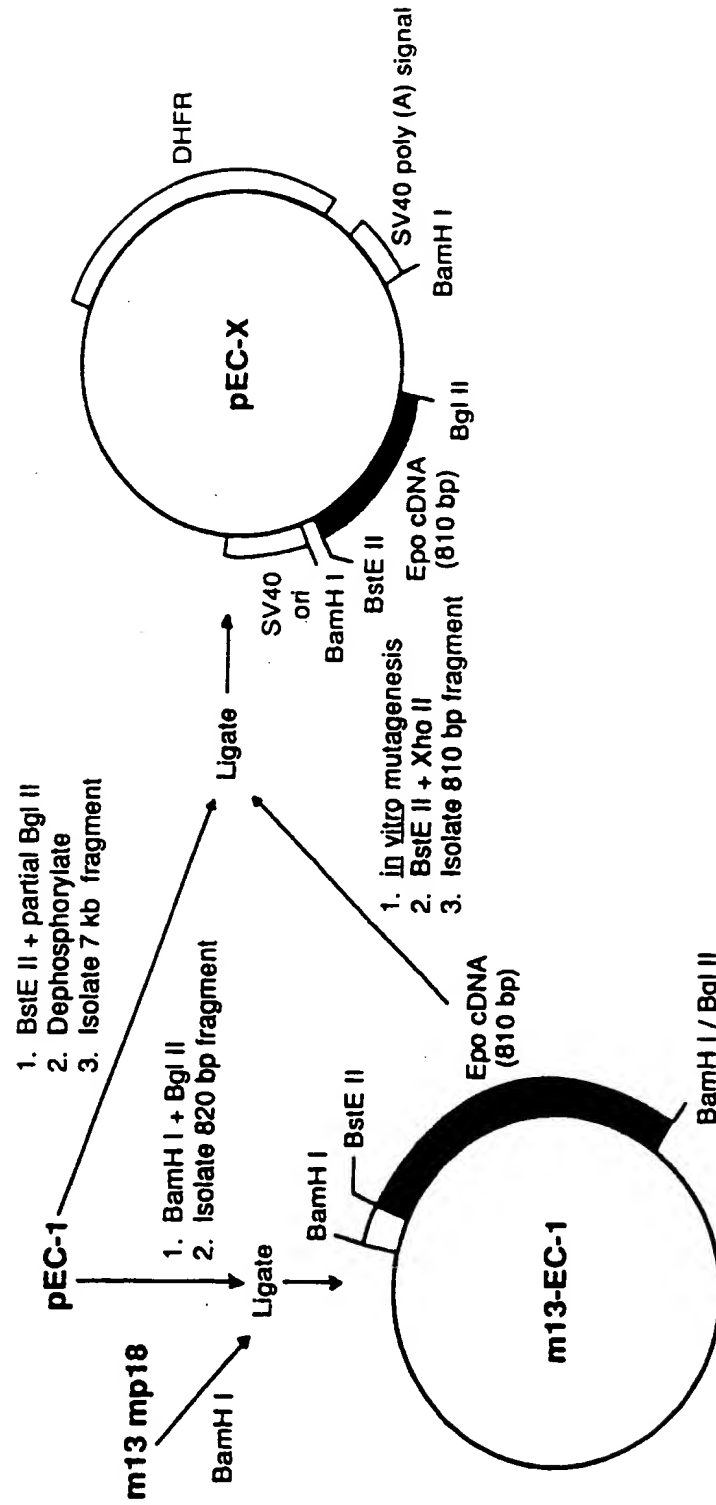 m13 mp18
BamH I
pEC-1
1. BamH I + Bgl II
2. Isolate 820 bp fragment
Ligate
1. BstE II + partial Bgl II
2. Dephosphorylate
3. Isolate 7 kb fragment
m13-EC-1
BamH I
BstE II
Epo cDNA
(810 bp)
BamH I / Bgl II
1. in vitro mutagenesis
2. BstE II + Xho II
3. Isolate 810 bp fragment
Ligate
pEC-X
DHFR
SV40 poly (A) signal
BamH I
Bgl II
Epo cDNA
(810 bp)
BstE II
BamH I
SV40
ori